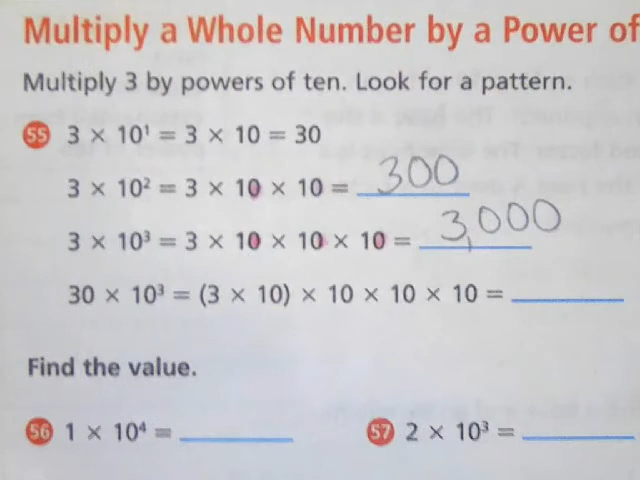 Multiply a Whole Number by a Power of
Multiply 3 by powers of ten. Look for a pattern.
55 3 × 10¹ = 3 × 10 = 30
3 × 10² = 3 × 10 × 10 = 300
3 × 10³ = 3 × 10 × 10 × 10 = 3,000
30 × 10³ = (3 × 10) × 10 × 10 × 10 =
Find the value.
56 1 × 10⁴ =
57 2 × 10³ =